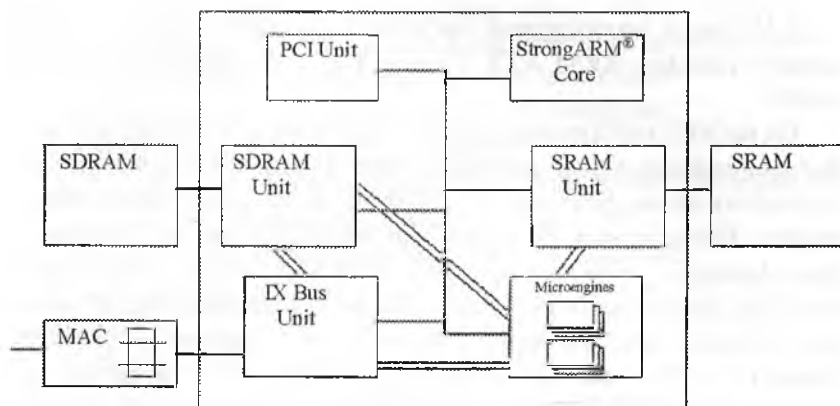 PCI Unit
StrongARM®
Core
SDRAM
SDRAM
Unit
SRAM
Unit
SRAM
IX Bus
Unit
Microengines
MAC